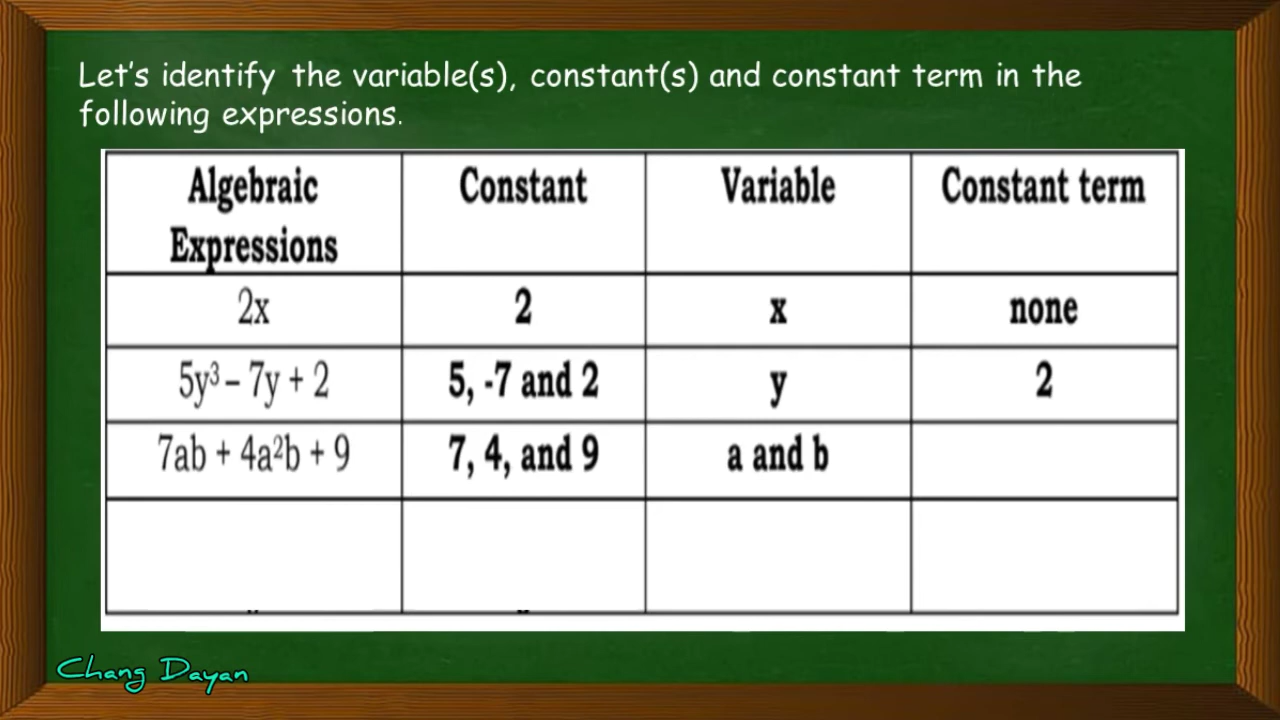 Let's identify the variable(s), constant(s) and constant term in the
following expressions.
Algebraic Expressions Constant Variable Constant term
2x 2 x none
5y³ – 7y + 2 5, -7 and 2 y 2
7ab + 4a²b + 9 7, 4, and 9 a and b
Chang Dayan